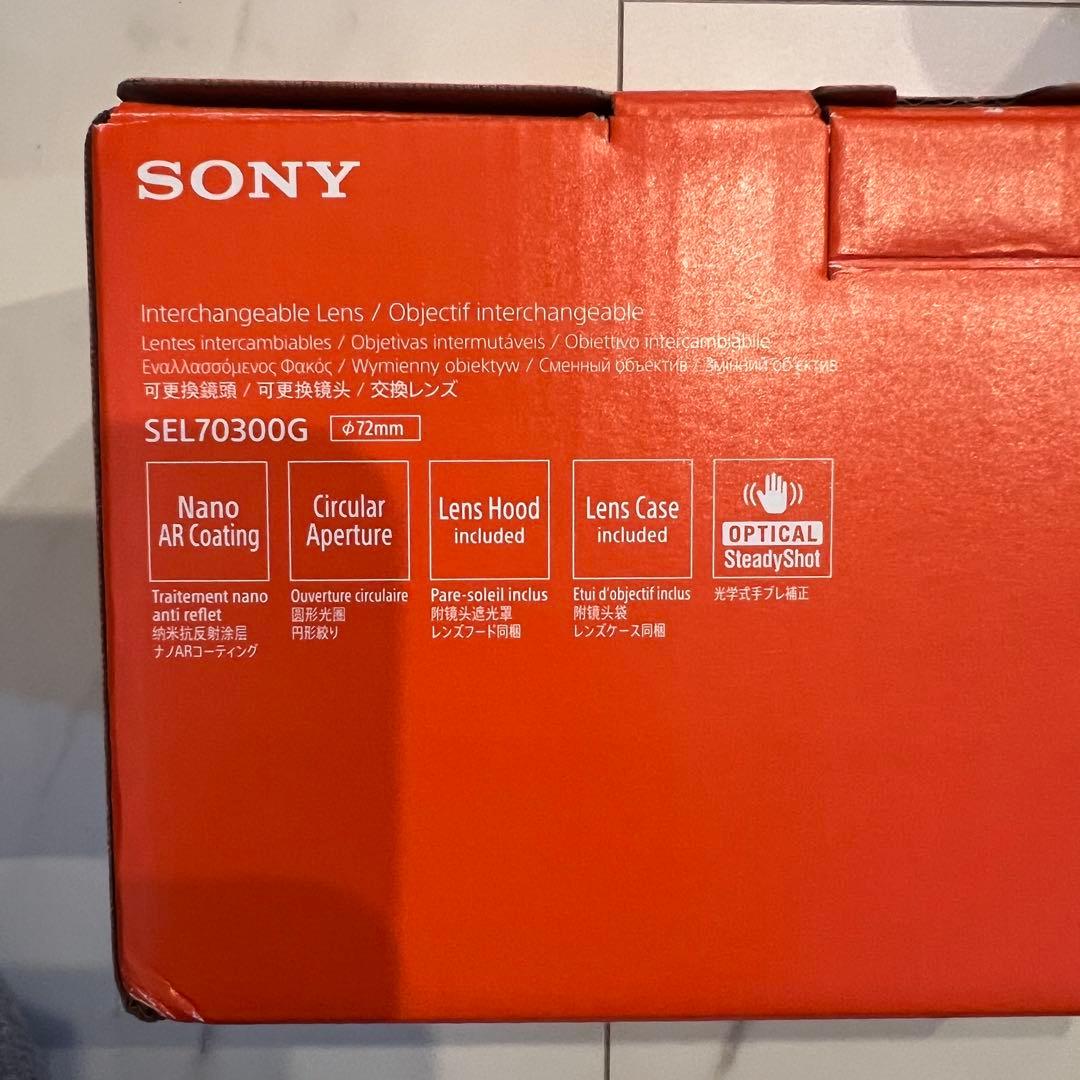 SONY
Interchangeable Lens / Objectif interchangeable
Lentes intercambiables / Objetivas intermutáveis / Obiettivo intercambiabile
Εναλλασσόμενος Φακός / Wymienny obiektyw / Сменный объектив / Змінний об'єктив
可更換鏡頭 / 可更换镜头 / 交換レンズ
SEL70300G φ72mm
Nano AR Coating
Traitement nano
anti reflet
纳米抗反射涂层
ナノARコーティング
Circular Aperture
Ouverture circulaire
圆形光圈
円形絞り
Lens Hood included
Pare-soleil inclus
附镜头遮光罩
レンズフード同梱
Lens Case included
Etui d'objectif inclus
附镜头袋
レンズケース同梱
OPTICAL
SteadyShot
光学式手ブレ補正